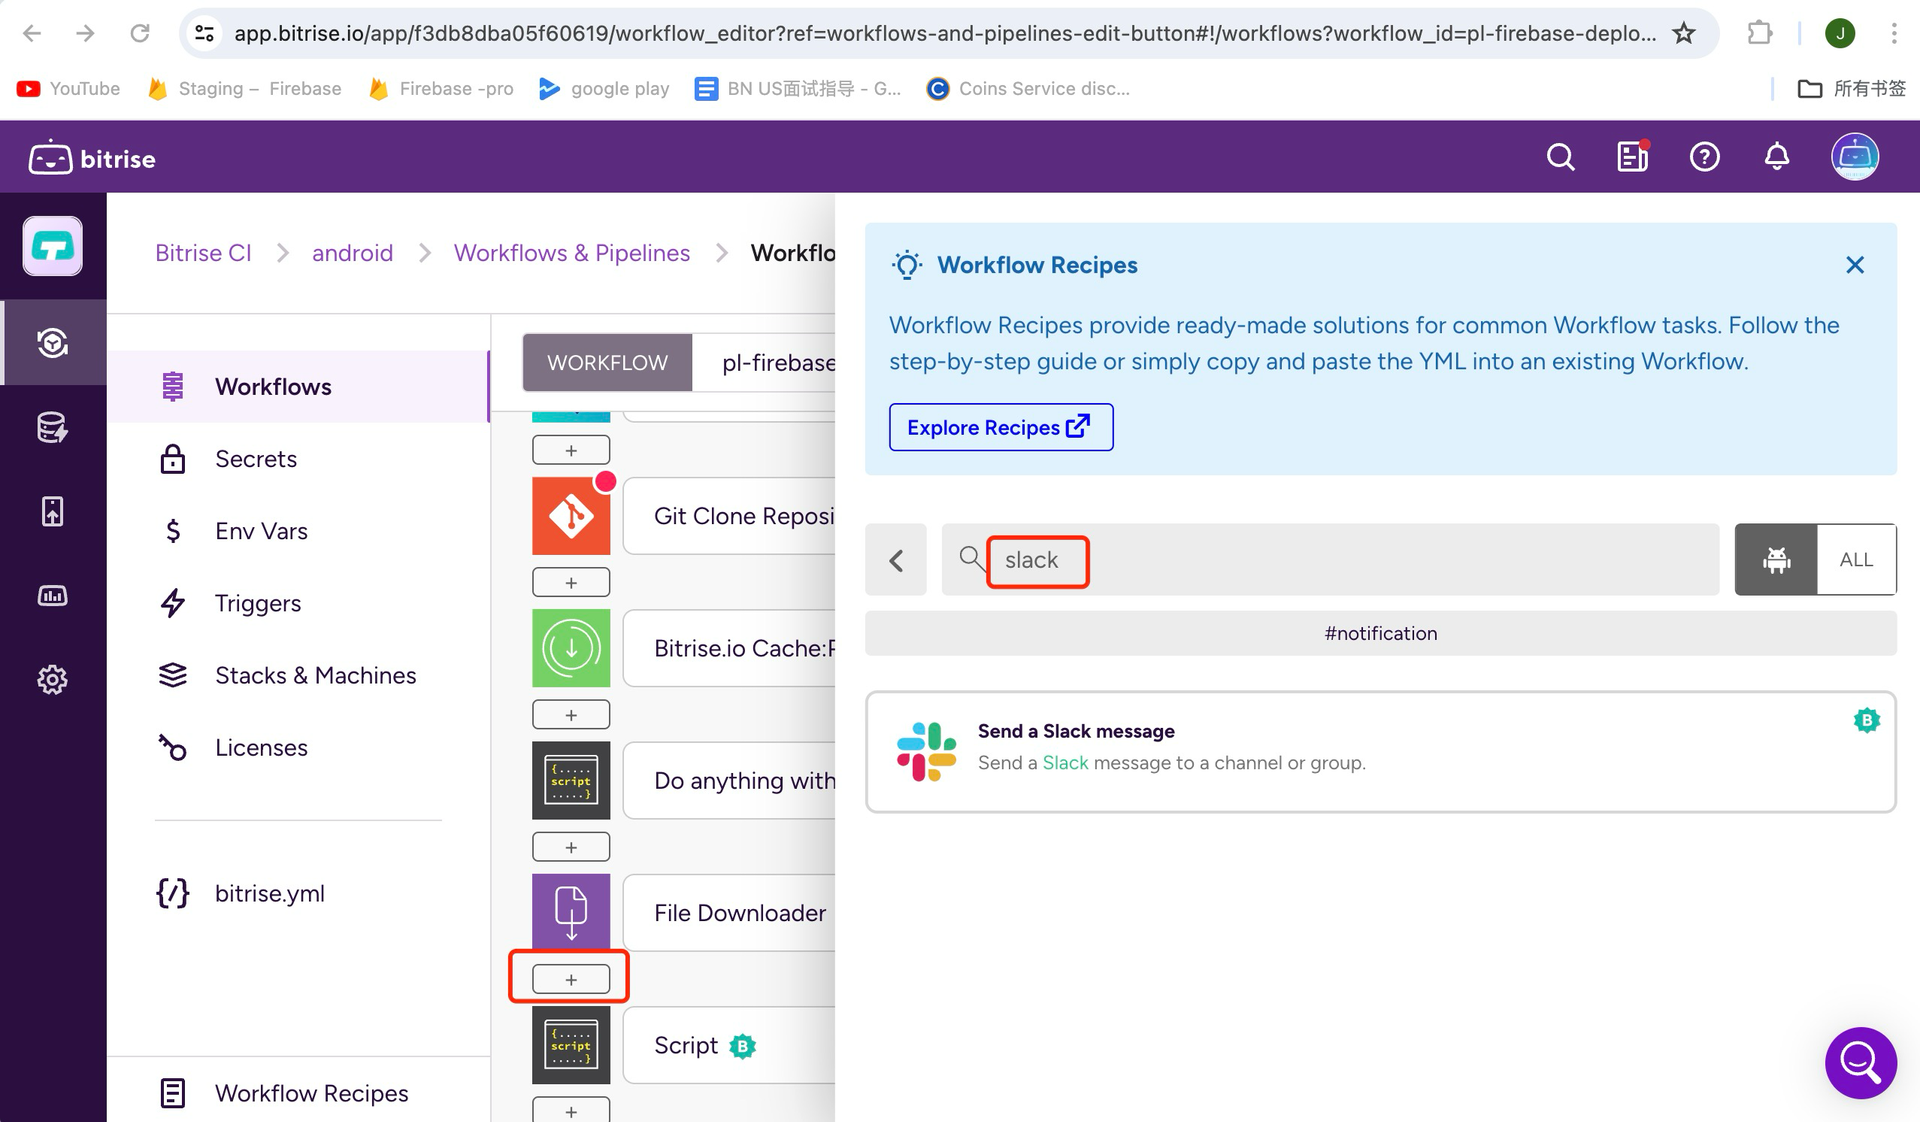 app.bitrise.io/app/f3db8dba05f60619/workflow_editor?ref=workflows-and-pipelines-edit-button#!/workflows?workflow_id=pl-firebase-deplo...
J
YouTube
Staging – Firebase
Firebase -pro
google play
BN US面试指导 - G...
Coins Service disc...
所有书签
bitrise
Bitrise CI
android
Workflows & Pipelines
Workflo
Workflows
Secrets
Env Vars
Triggers
Stacks & Machines
Licenses
bitrise.yml
Workflow Recipes
WORKFLOW
pl-firebase
+
Git Clone Reposi
+
Bitrise.io Cache:P
+
{.....
script
.....}
Do anything with
+
File Downloader
+
{.....
script
.....}
Script
B
+
Workflow Recipes
Workflow Recipes provide ready-made solutions for common Workflow tasks. Follow the
step-by-step guide or simply copy and paste the YML into an existing Workflow.
Explore Recipes
slack
ALL
#notification
Send a Slack message
B
Send a Slack message to a channel or group.